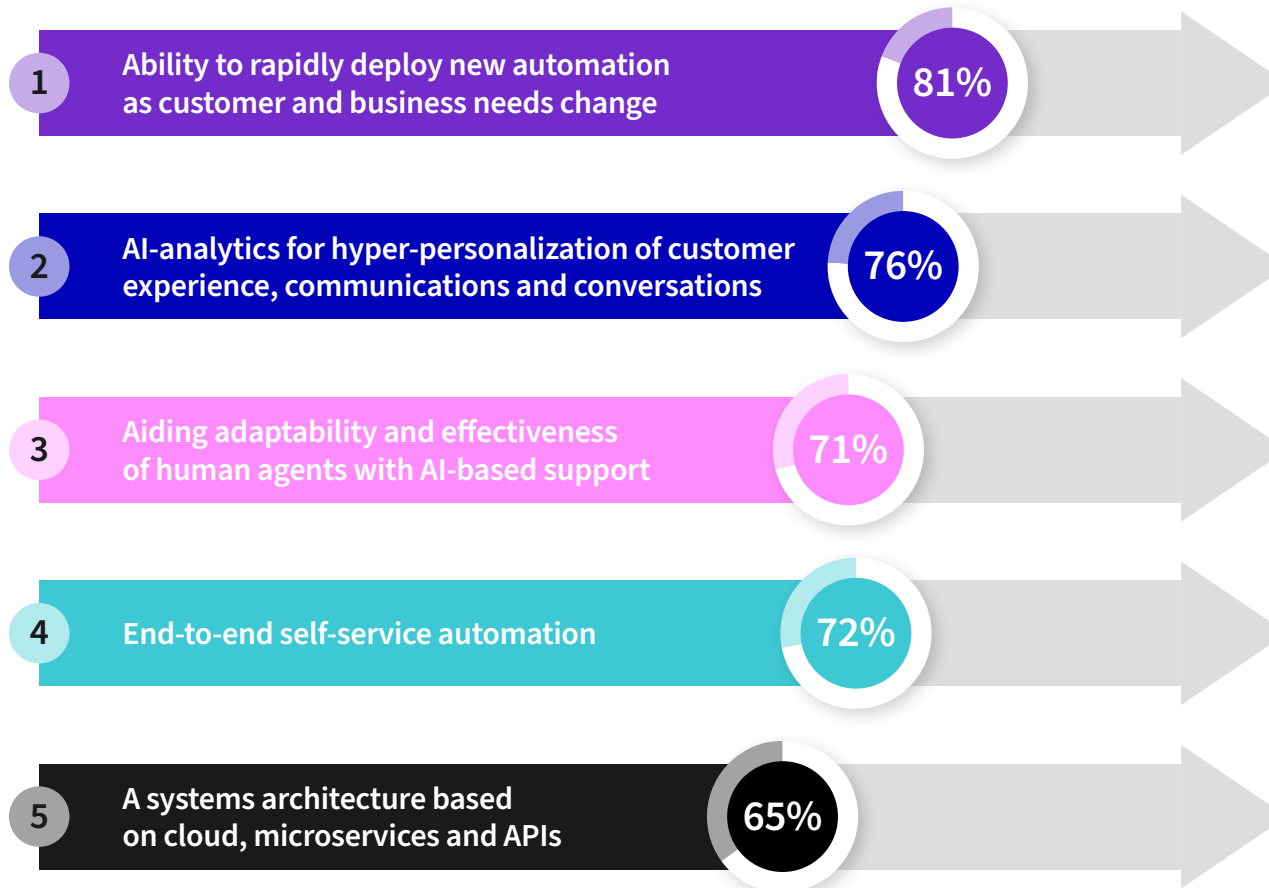 1
Ability to rapidly deploy new automation
as customer and business needs change
81%
2
AI-analytics for hyper-personalization of customer
experience, communications and conversations
76%
3
Aiding adaptability and effectiveness
of human agents with AI-based support
71%
4
End-to-end self-service automation
72%
5
A systems architecture based
on cloud, microservices and APIs
65%